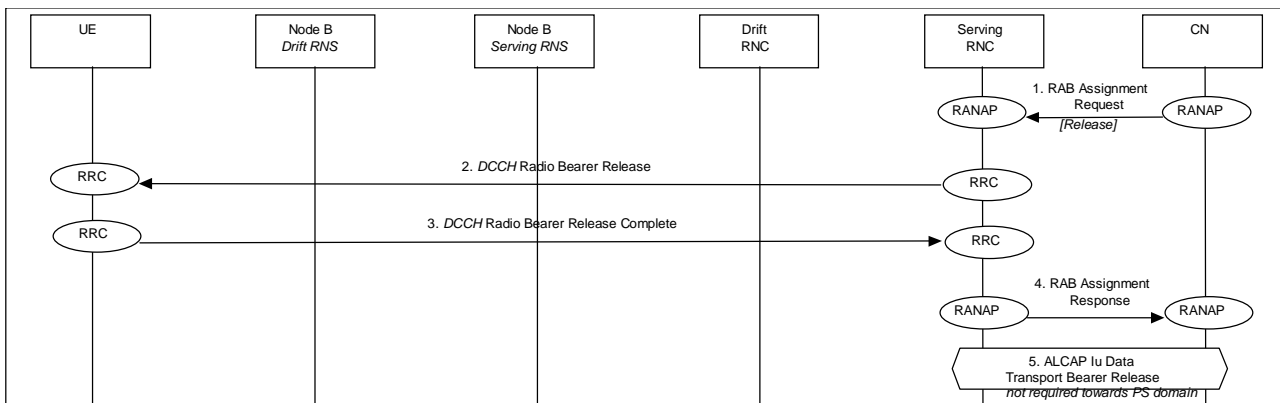 UE
Node B
Drift RNS
Node B
Serving RNS
Drift
RNC
Serving
RNC
CN
1. RAB Assignment
Request
[Release]
RANAP
RANAP
2. DCCH Radio Bearer Release
RRC
RRC
3. DCCH Radio Bearer Release Complete
RRC
RRC
4. RAB Assignment
Response
RANAP
RANAP
5. ALCAP Iu Data
Transport Bearer Release
not required towards PS domain